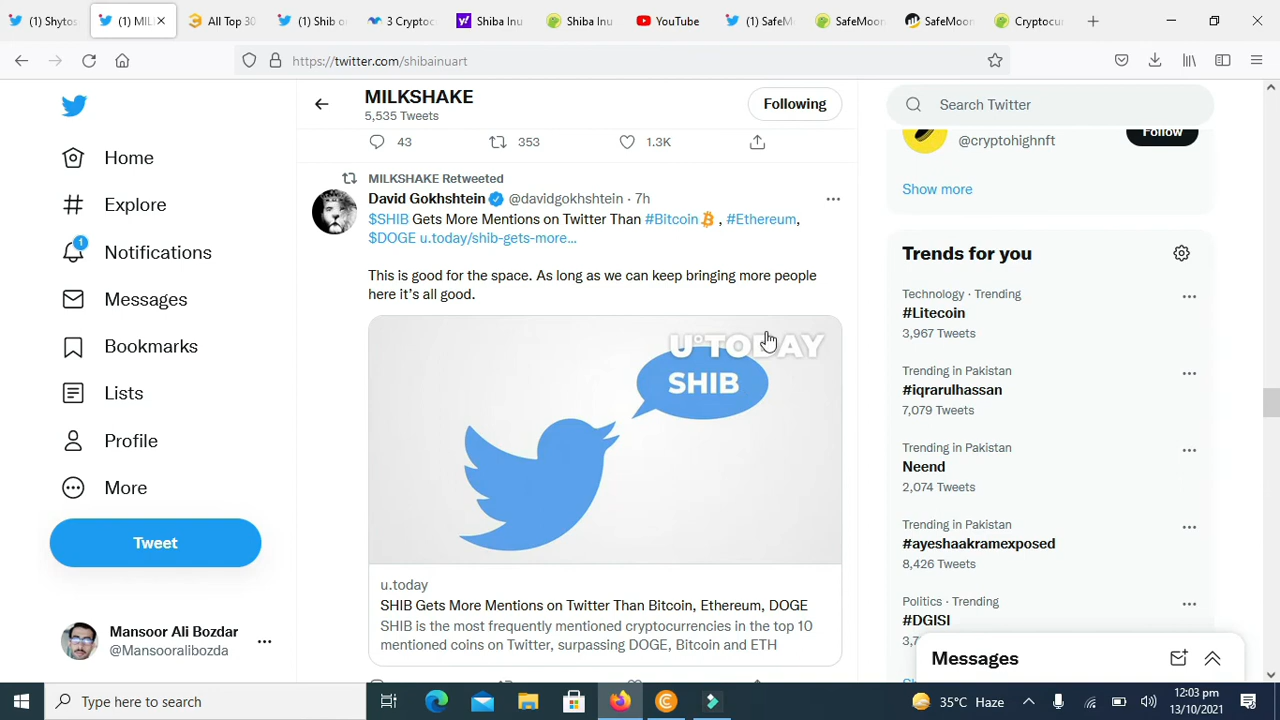 (1) Shytos
(1) MIL
All Top 30
(1) Shib o
3 Cryptoc
Shiba Inu
Shiba Inu
YouTube
(1) SafeMo
SafeMoon
SafeMoon
Cryptocur
https://twitter.com/shibainuart
Home
Explore
1
Notifications
Messages
Bookmarks
Lists
Profile
More
Tweet
Mansoor Ali Bozdar
@Mansooralibozda
MILKSHAKE
5,535 Tweets
Following
43 353 1.3K
MILKSHAKE Retweeted
David Gokhshtein @davidgokhshtein · 7h
$SHIB Gets More Mentions on Twitter Than #Bitcoin , #Ethereum,
$DOGE u.today/shib-gets-more...
This is good for the space. As long as we can keep bringing more people
here it's all good.
U°TODAY
SHIB
u.today
SHIB Gets More Mentions on Twitter Than Bitcoin, Ethereum, DOGE
SHIB is the most frequently mentioned cryptocurrencies in the top 10
mentioned coins on Twitter, surpassing DOGE, Bitcoin and ETH
Search Twitter
@cryptohighnft
Follow
Show more
Trends for you
Technology · Trending
#Litecoin
3,967 Tweets
Trending in Pakistan
#iqrarulhassan
7,079 Tweets
Trending in Pakistan
Neend
2,074 Tweets
Trending in Pakistan
#ayeshaakramexposed
8,426 Tweets
Politics · Trending
#DGISI
Messages
Type here to search
35°C Haze
12:03 pm
13/10/2021